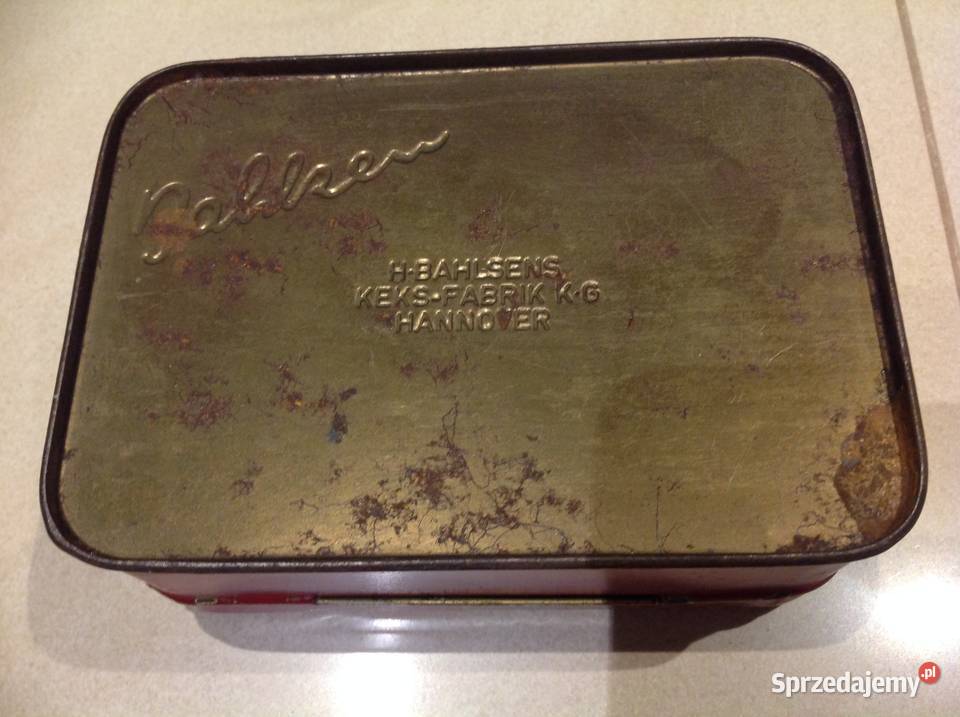 Bahlsen
H·BAHLSENS
KEKS-FABRIK K·G
HANNOVER
Sprzedajemy.pl